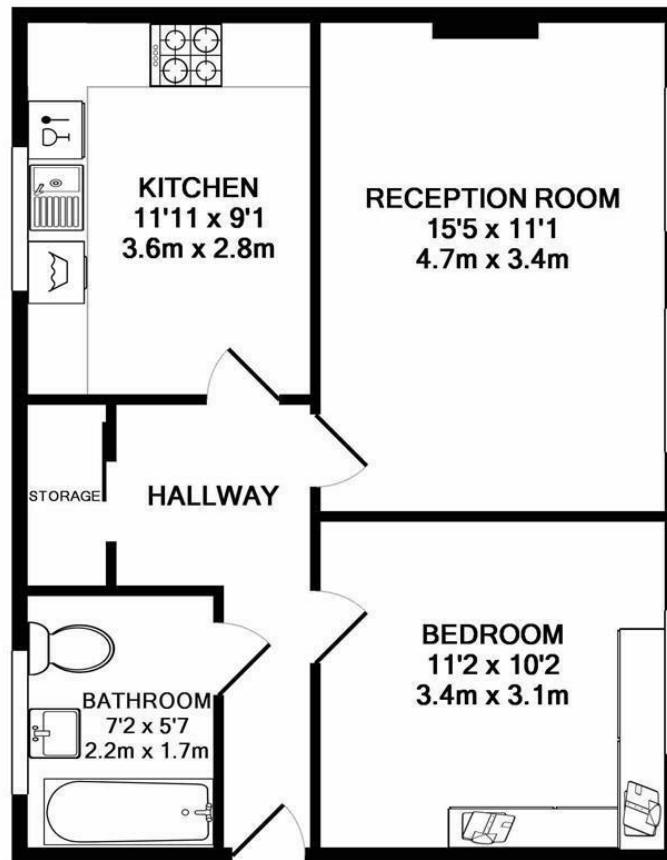 KITCHEN
11'11 x 9'1
3.6m x 2.8m
RECEPTION ROOM
15'5 x 11'1
4.7m x 3.4m
STORAGE
HALLWAY
BATHROOM
7'2 x 5'7
2.2m x 1.7m
BEDROOM
11'2 x 10'2
3.4m x 3.1m